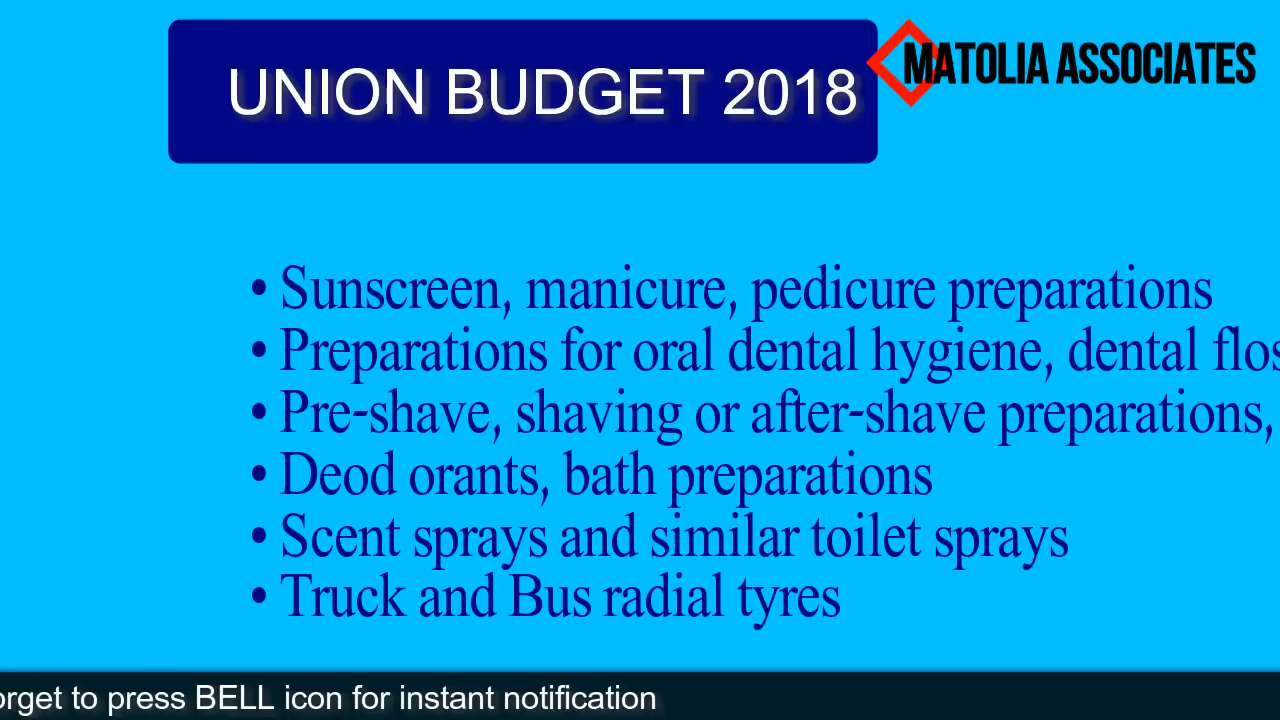 UNION BUDGET 2018
MATOLIA ASSOCIATES
• Sunscreen, manicure, pedicure preparations
• Preparations for oral dental hygiene, dental
• Pre-shave, shaving or after-shave preparations,
• Deod orants, bath preparations
• Scent sprays and similar toilet sprays
• Truck and Bus radial tyres
to press BELL icon for instant notification